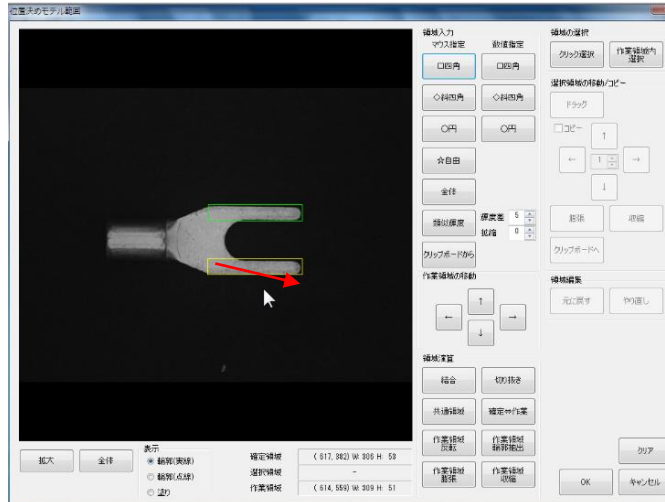 位置決めモデル範囲
領域入力
マウス指定
数値指定
□四角
□四角
◇斜四角
◇斜四角
○円
○円
☆自由
全体
類似輝度
輝度差
5
拡縮
0
クリップボードから
作業領域の移動
↑
←
→
↓
領域演算
結合
切り抜き
共通領域
確定⇔作業
作業領域
反転
作業領域
輪郭抽出
作業領域
膨張
作業領域
収縮
領域の選択
クリック選択
作業領域内
選択
選択領域の移動/コピー
ドラッグ
コピー
↑
←
1
→
↓
膨張
収縮
クリップボードへ
領域編集
元に戻す
やり直し
クリア
OK
キャンセル
拡大
全体
表示
輪郭(実線)
輪郭(点線)
塗り
確定領域
( 617, 382) W: 306 H: 53
選択領域
-
作業領域
( 614, 559) W: 309 H: 51